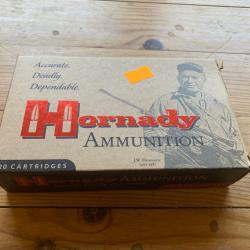 Accurate.
Deadly.
Dependable.
Hornady
AMMUNITION
20 CARTRIDGES